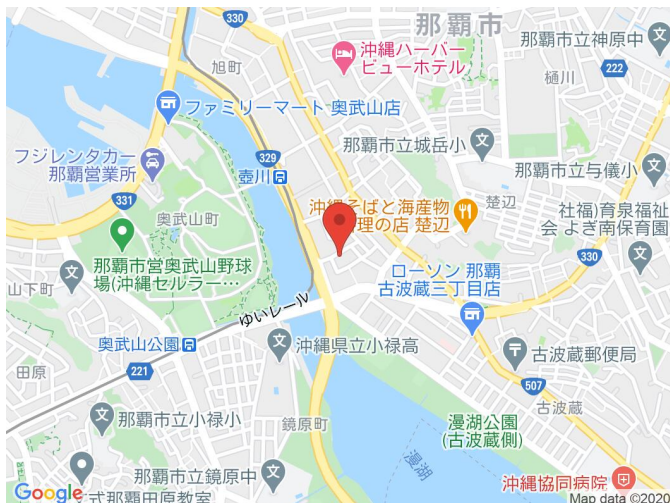 330
那覇市
那覇市立神原中
沖縄ハーバー
ビューホテル
旭町
222
樋川
ファミリーマート 奥武山店
那覇市立城岳小
329
フジレンタカー
那覇営業所
那覇市立与儀小
壺川
楚辺
331
奥武山町
沖縄そばと海産物
理の店 楚辺
社福)育泉福祉
会 よぎ南保育園
那覇市営奥武山野球
場(沖縄セルラー…
330
ローソン 那覇
古波蔵三丁目店
山下町
ゆいレール
奥武山公園
沖縄県立小禄高
古波蔵郵便局
221
田原
507
古波蔵
那覇市立小禄小
鏡原町
漫湖公園
(古波蔵側)
漫湖
那覇市立鏡原中
沖縄協同病院
式那覇田原教室
Google
Map data ©2020